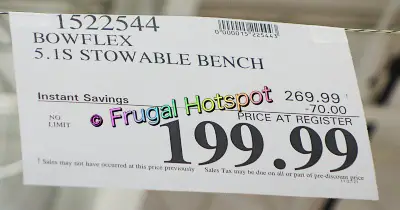 1522544
0000015225443
BOWFLEX
5.1S STOWABLE BENCH
Instant Savings 269.99
-70.00
NO LIMIT
PRICE AT REGISTER
199.99
© Frugal Hotspot
! Sales may not have occurred at this price previously Sales Tax may be due on all or part of pre-discount price